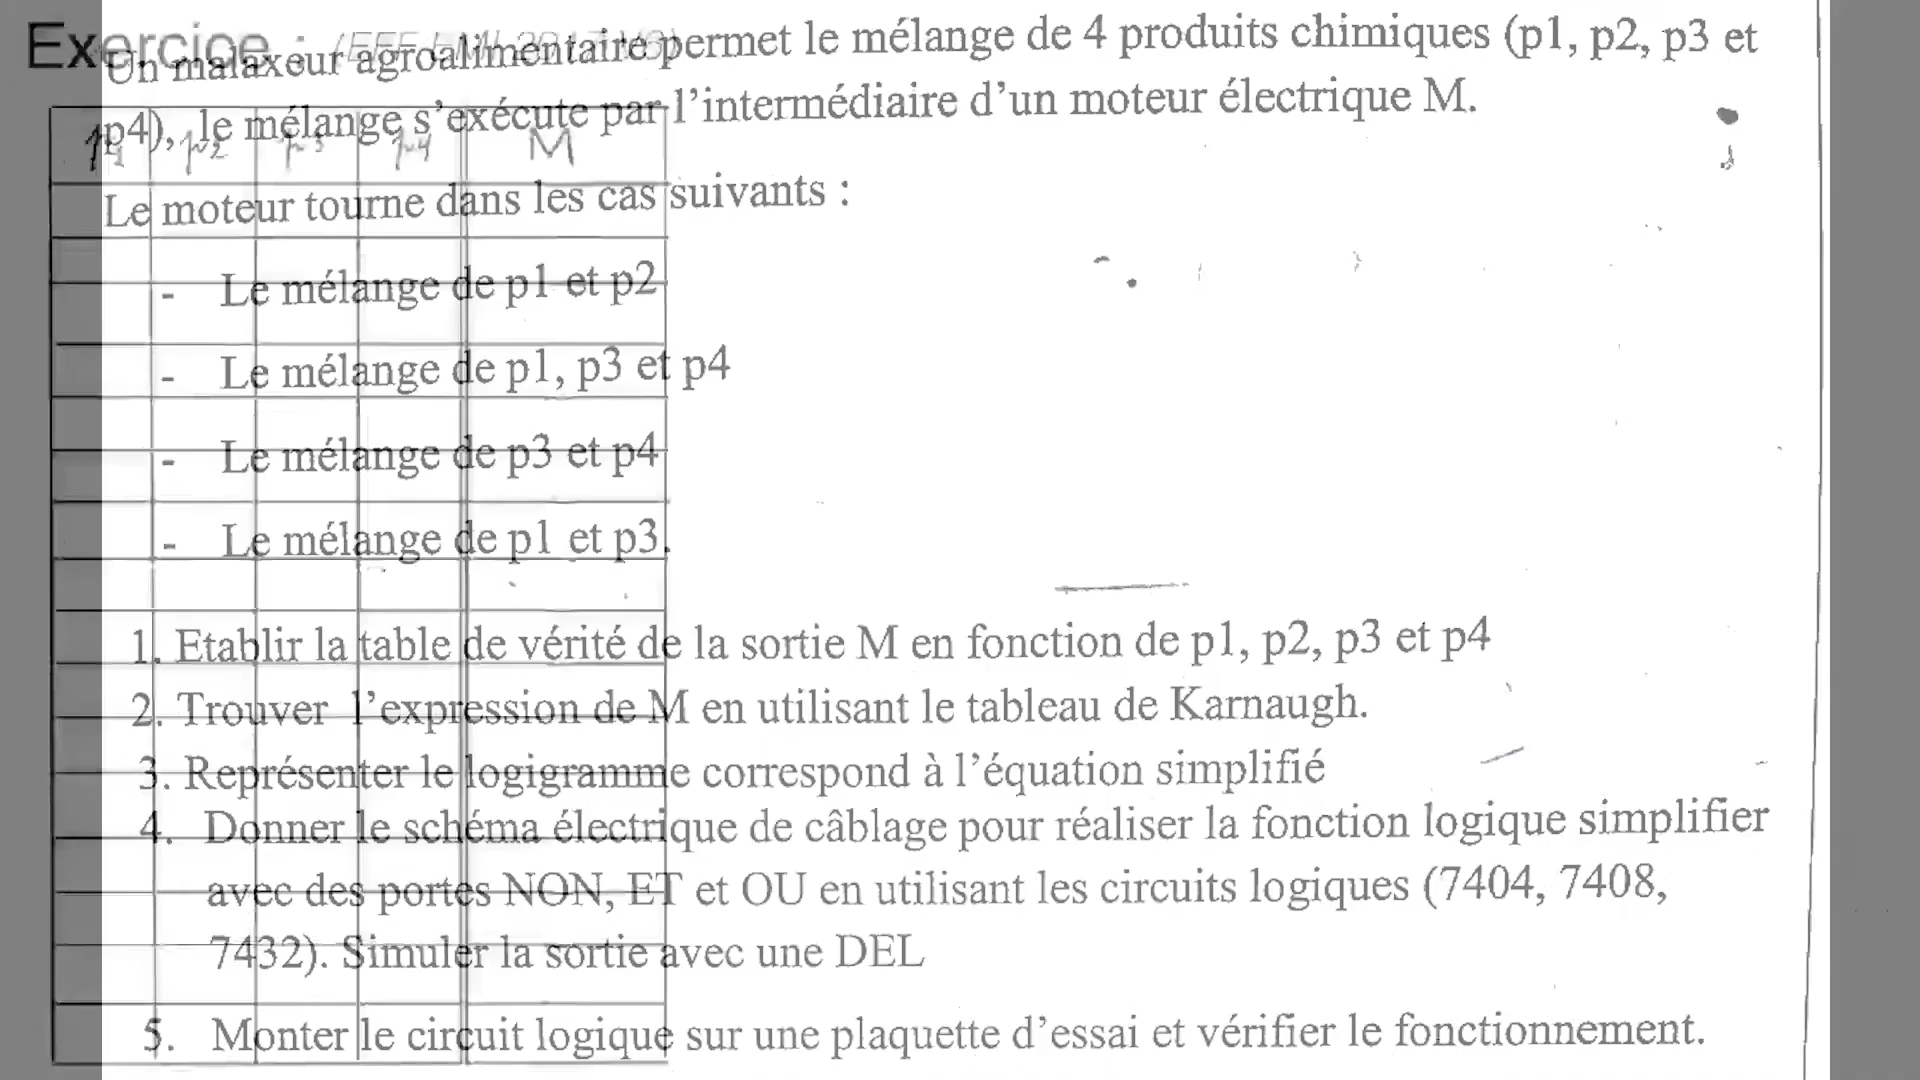 Exercice :
Un malaxeur agroalimentaire permet le mélange de 4 produits chimiques (p1, p2, p3 et
p4), le mélange s’exécute par l’intermédiaire d’un moteur électrique M.
p1 p2 p3 p4 M
Le moteur tourne dans les cas suivants :
- Le mélange de p1 et p2
- Le mélange de p1, p3 et p4
- Le mélange de p3 et p4
- Le mélange de p1 et p3.
1. Etablir la table de vérité de la sortie M en fonction de p1, p2, p3 et p4
2. Trouver l’expression de M en utilisant le tableau de Karnaugh.
3. Représenter le logigramme correspond à l’équation simplifié
4. Donner le schéma électrique de câblage pour réaliser la fonction logique simplifier
avec des portes NON, ET et OU en utilisant les circuits logiques (7404, 7408,
7432). Simuler la sortie avec une DEL
5. Monter le circuit logique sur une plaquette d’essai et vérifier le fonctionnement.